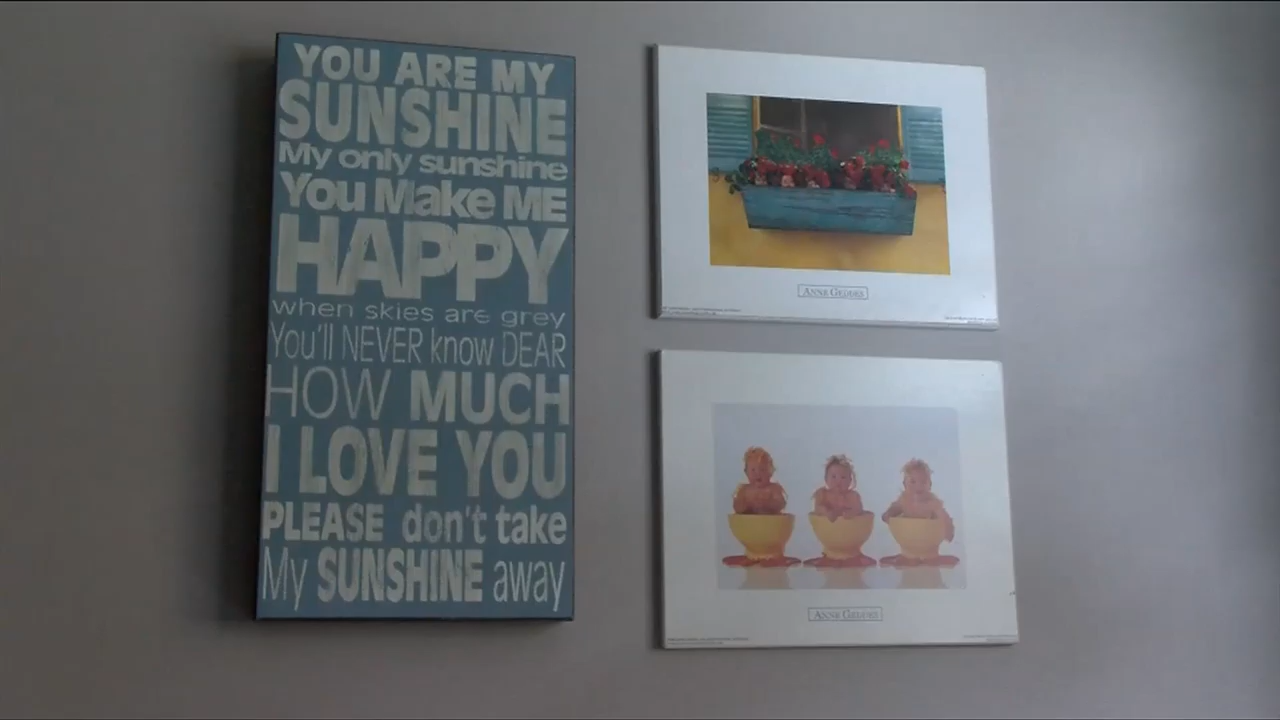 YOU ARE MY
SUNSHINE
My only sunshine
You Make ME
HAPPY
when skies are grey
You'll NEVER know DEAR
HOW MUCH
I LOVE YOU
PLEASE don't take
My SUNSHINE away
ANNE GEDDES
ANNE GEDDES